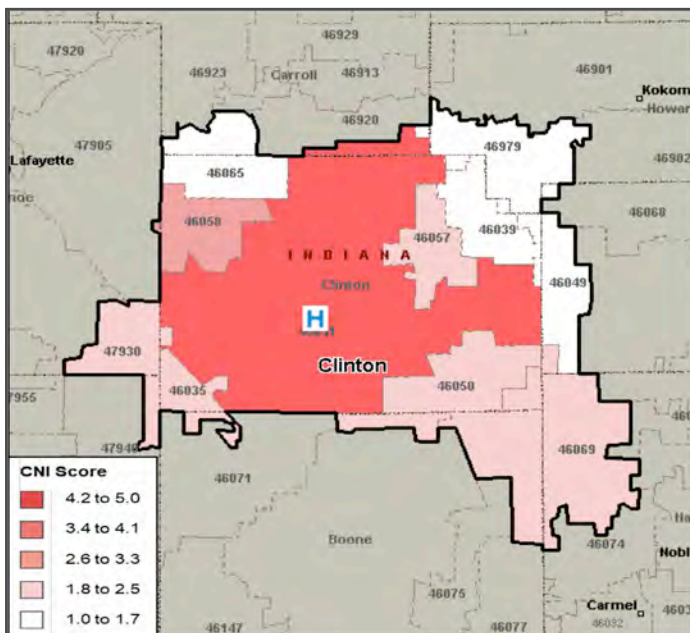 46929
47920
46923
Carroll
46913
46901
Kokom
Howar
46920
47905
46979
46902
Lafayette
46065
noe
46058
46057
46068
46039
INDIANA
Clinton
46049
H
Clinton
47930
46035
46050
47955
46069
46071
Boone
46074
Nobl
46075
Carmel
46032
46147
46077
CNI Score
4.2 to 5.0
3.4 to 4.1
2.6 to 3.3
1.8 to 2.5
1.0 to 1.7